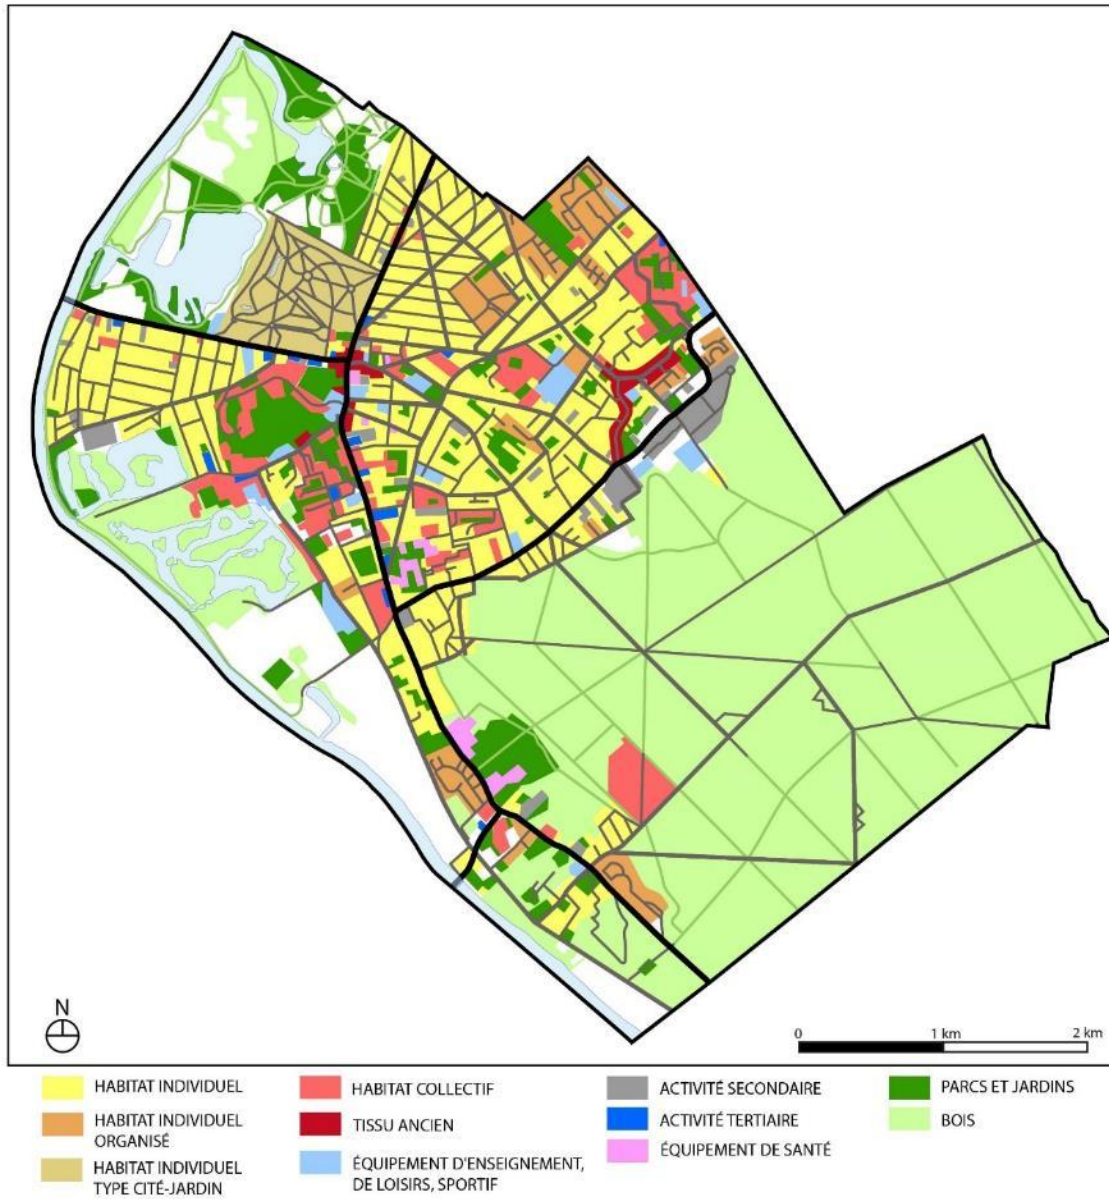 N
0 1 km 2 km
HABITAT INDIVIDUEL
HABITAT INDIVIDUEL
ORGANISÉ
HABITAT INDIVIDUEL
TYPE CITÉ-JARDIN
HABITAT COLLECTIF
TISSU ANCIEN
ÉQUIPEMENT D'ENSEIGNEMENT,
DE LOISIRS, SPORTIF
ACTIVITÉ SECONDAIRE
ACTIVITÉ TERTIAIRE
ÉQUIPEMENT DE SANTÉ
PARCS ET JARDINS
BOIS